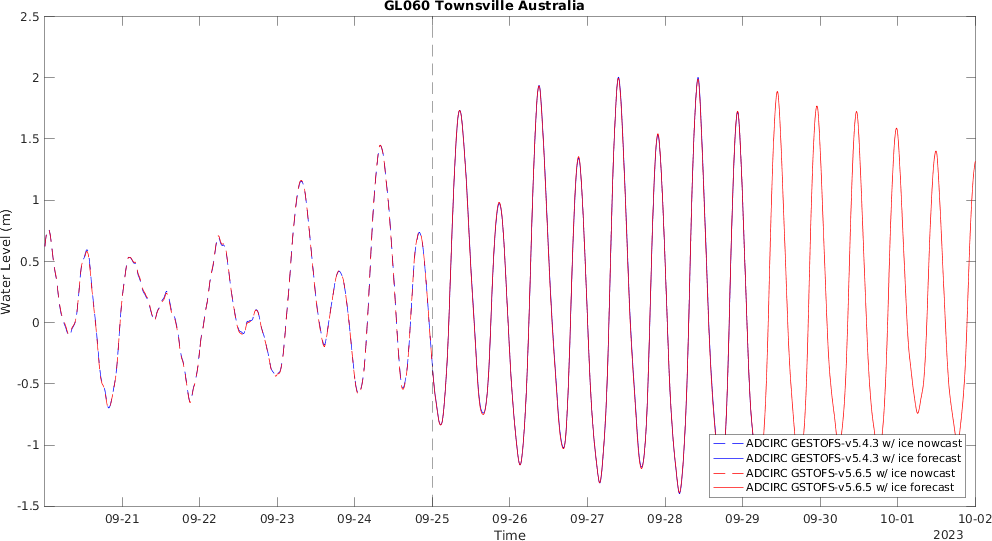 GL060 Townsville Australia
2.5
2
1.5
1
0.5
0
-0.5
-1
-1.5
Water Level (m)
ADCIRC GESTOFS-v5.4.3 w/ ice nowcast
ADCIRC GESTOFS-v5.4.3 w/ ice forecast
ADCIRC GSTOFS-v5.6.5 w/ ice nowcast
ADCIRC GSTOFS-v5.6.5 w/ ice forecast
09-21 09-22 09-23 09-24 09-25 09-26 09-27 09-28 09-29 09-30 10-01 10-02
Time 2023